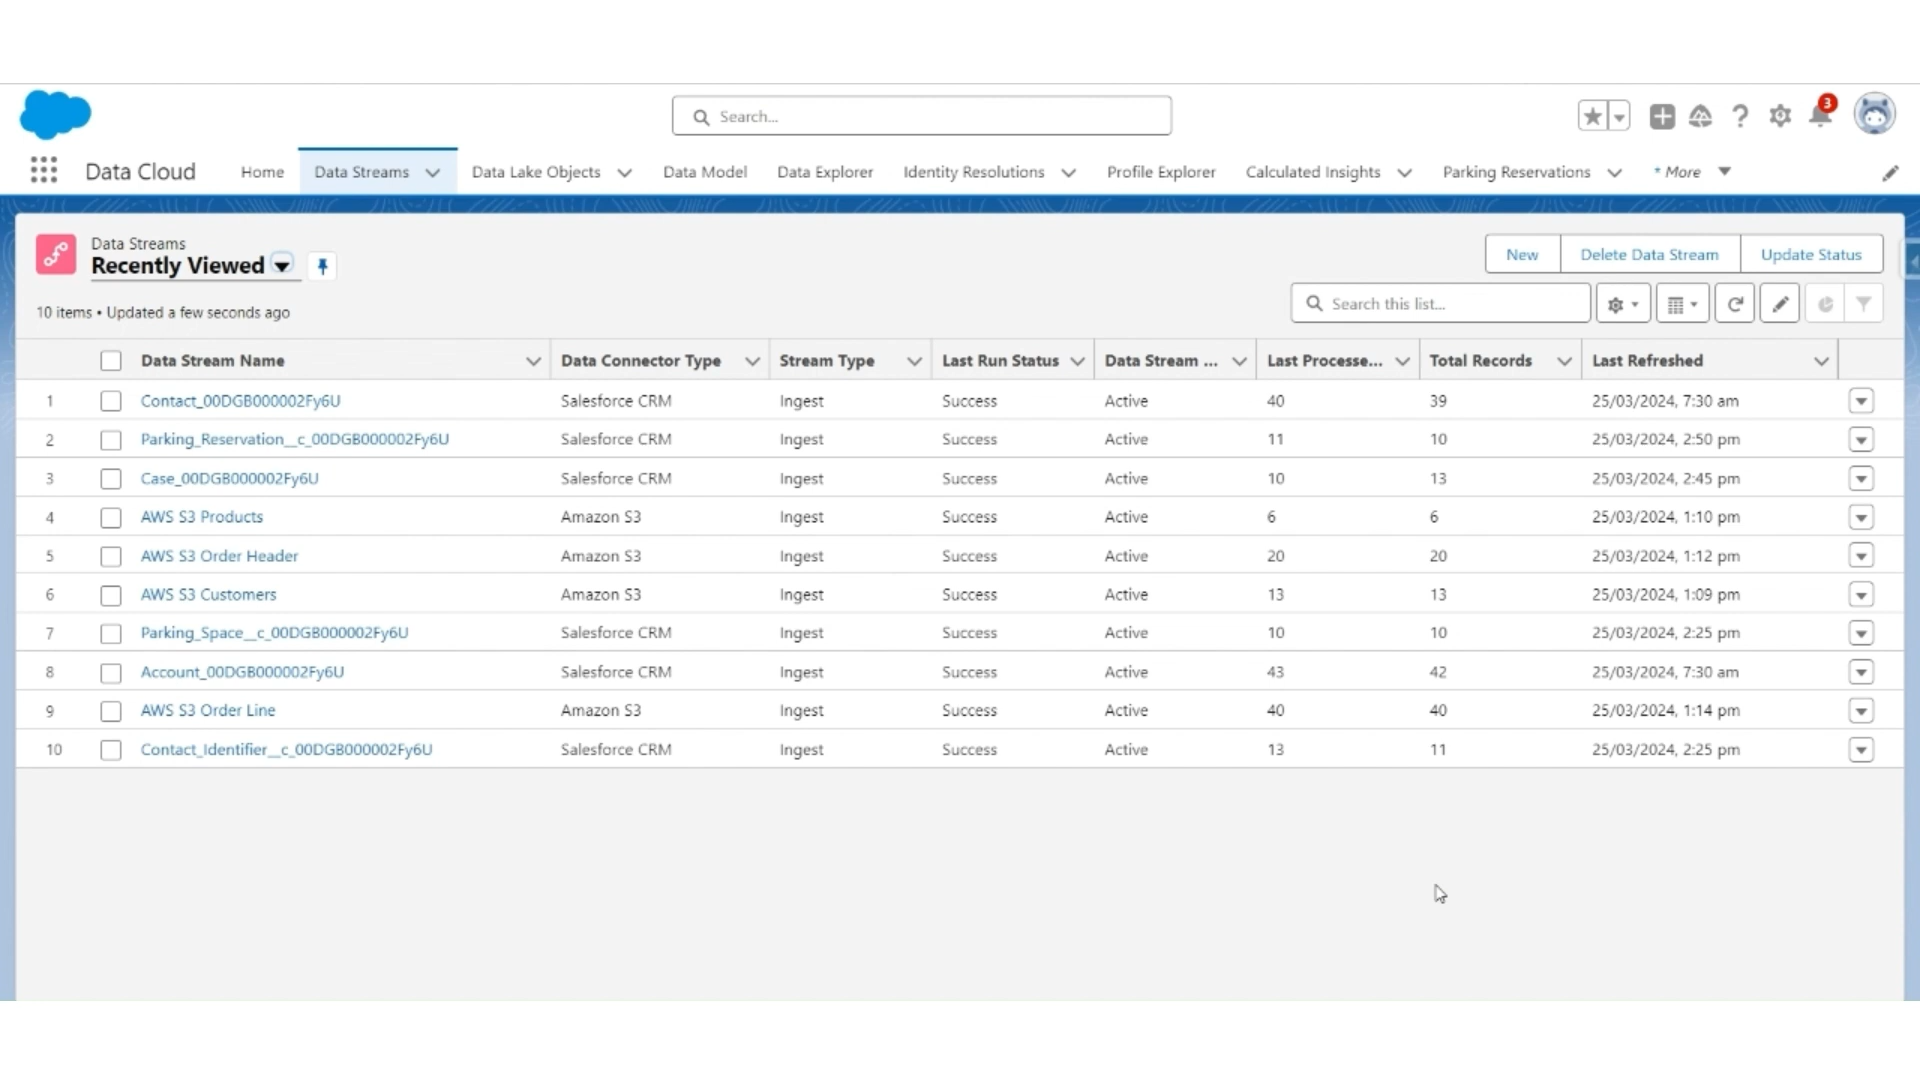 Search...
3
Data Cloud Home Data Streams Data Lake Objects Data Model Data Explorer Identity Resolutions Profile Explorer Calculated Insights Parking Reservations * More
Data Streams
Recently Viewed
New Delete Data Stream Update Status
10 items • Updated a few seconds ago
Search this list...
Data Stream Name Data Connector Type Stream Type Last Run Status Data Stream ... Last Processe... Total Records Last Refreshed
1 Contact_00DGB000002Fy6U Salesforce CRM Ingest Success Active 40 39 25/03/2024, 7:30 am
2 Parking_Reservation__c_00DGB000002Fy6U Salesforce CRM Ingest Success Active 11 10 25/03/2024, 2:50 pm
3 Case_00DGB000002Fy6U Salesforce CRM Ingest Success Active 10 13 25/03/2024, 2:45 pm
4 AWS S3 Products Amazon S3 Ingest Success Active 6 6 25/03/2024, 1:10 pm
5 AWS S3 Order Header Amazon S3 Ingest Success Active 20 20 25/03/2024, 1:12 pm
6 AWS S3 Customers Amazon S3 Ingest Success Active 13 13 25/03/2024, 1:09 pm
7 Parking_Space__c_00DGB000002Fy6U Salesforce CRM Ingest Success Active 10 10 25/03/2024, 2:25 pm
8 Account_00DGB000002Fy6U Salesforce CRM Ingest Success Active 43 42 25/03/2024, 7:30 am
9 AWS S3 Order Line Amazon S3 Ingest Success Active 40 40 25/03/2024, 1:14 pm
10 Contact_Identifier__c_00DGB000002Fy6U Salesforce CRM Ingest Success Active 13 11 25/03/2024, 2:25 pm